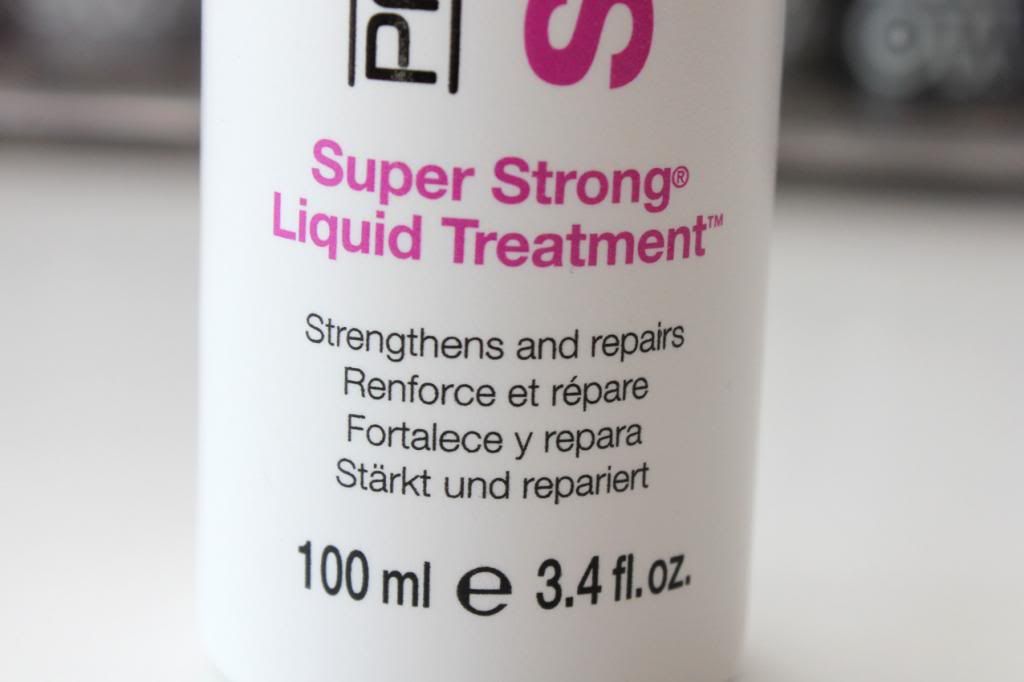 Super Strong®
Liquid Treatment™
Strengthens and repairs
Renforce et répare
Fortalece y repara
Stärkt und repariert
100 ml ℮ 3.4 fl. oz.